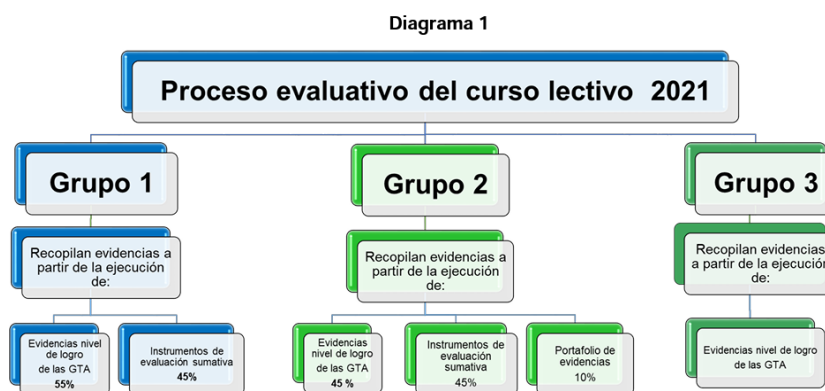 Diagrama 1
Proceso evaluativo del curso lectivo 2021
Grupo 1
Grupo 2
Grupo 3
Recopilan evidencias a
partir de la ejecución
de:
Recopilan evidencias a
partir de la ejecución
de:
Recopilan evidencias
a partir de la ejecución
de:
Evidencias nivel de logro
de las GTA
55%
Instrumentos de
evaluación sumativa
45%
Evidencias
nivel de logro
de las GTA
45 %
Instrumentos de
evaluación sumativa
45%
Portafolio de
evidencias
10%
Evidencias nivel de logro
de las GTA